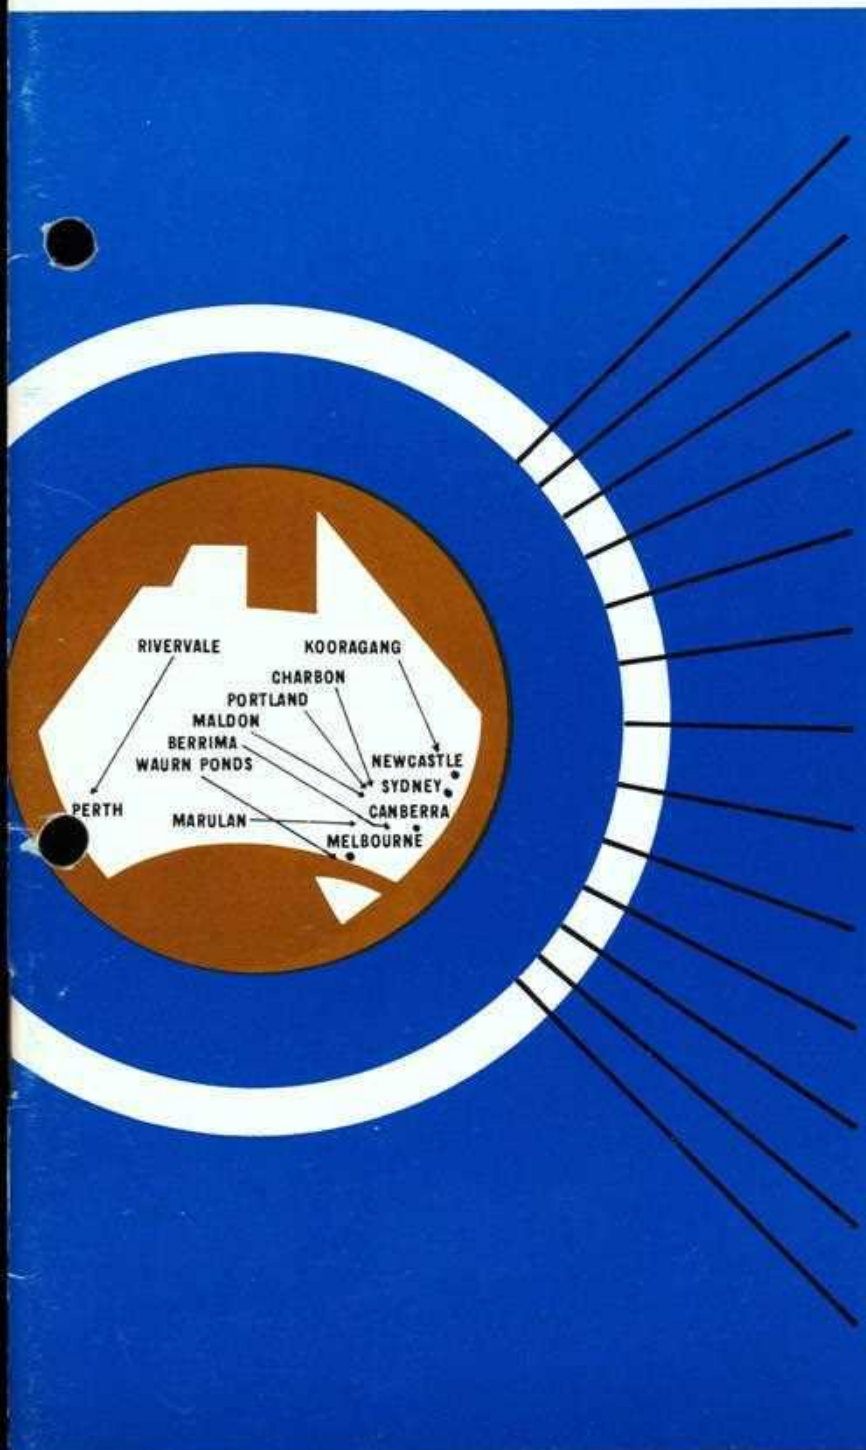 RIVERVALE KOORAGANG
CHARBON
PORTLAND
MALDON
BERRIMA
WAURN PONDS
NEWCASTLE
SYDNEY
PERTH
CANBERRA
MARULAN
MELBOURNE